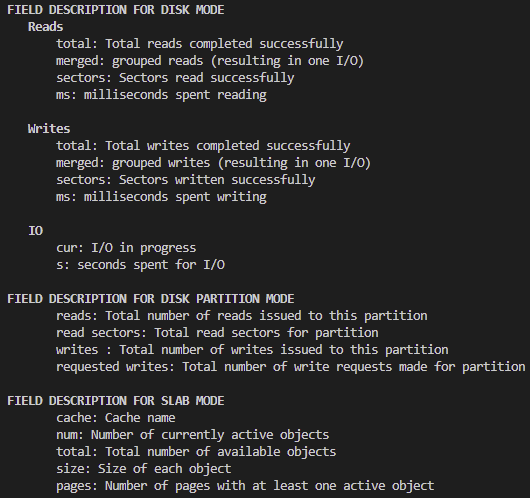 FIELD DESCRIPTION FOR DISK MODE
Reads
total: Total reads completed successfully
merged: grouped reads (resulting in one I/O)
sectors: Sectors read successfully
ms: milliseconds spent reading
Writes
total: Total writes completed successfully
merged: grouped writes (resulting in one I/O)
sectors: Sectors written successfully
ms: milliseconds spent writing
IO
cur: I/O in progress
s: seconds spent for I/O
FIELD DESCRIPTION FOR DISK PARTITION MODE
reads: Total number of reads issued to this partition
read sectors: Total read sectors for partition
writes : Total number of writes issued to this partition
requested writes: Total number of write requests made for partition
FIELD DESCRIPTION FOR SLAB MODE
cache: Cache name
num: Number of currently active objects
total: Total number of available objects
size: Size of each object
pages: Number of pages with at least one active object